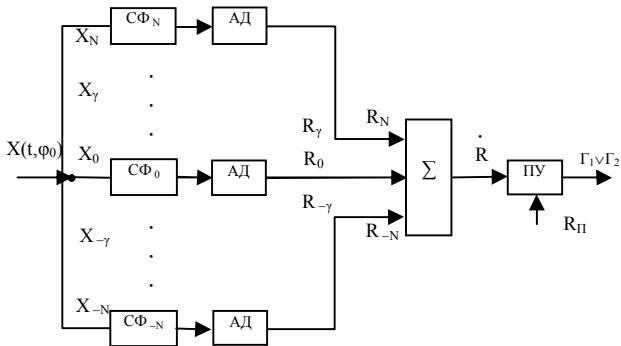 X_N СФ_N АД
X_γ
R_γ R_N
X(t,φ_0) X_0 СФ_0 АД R_0 Σ Ṙ ПУ Γ_1∨Γ_2
R_−γ
X_−γ R_−N R_П
X_−N СФ_−N АД